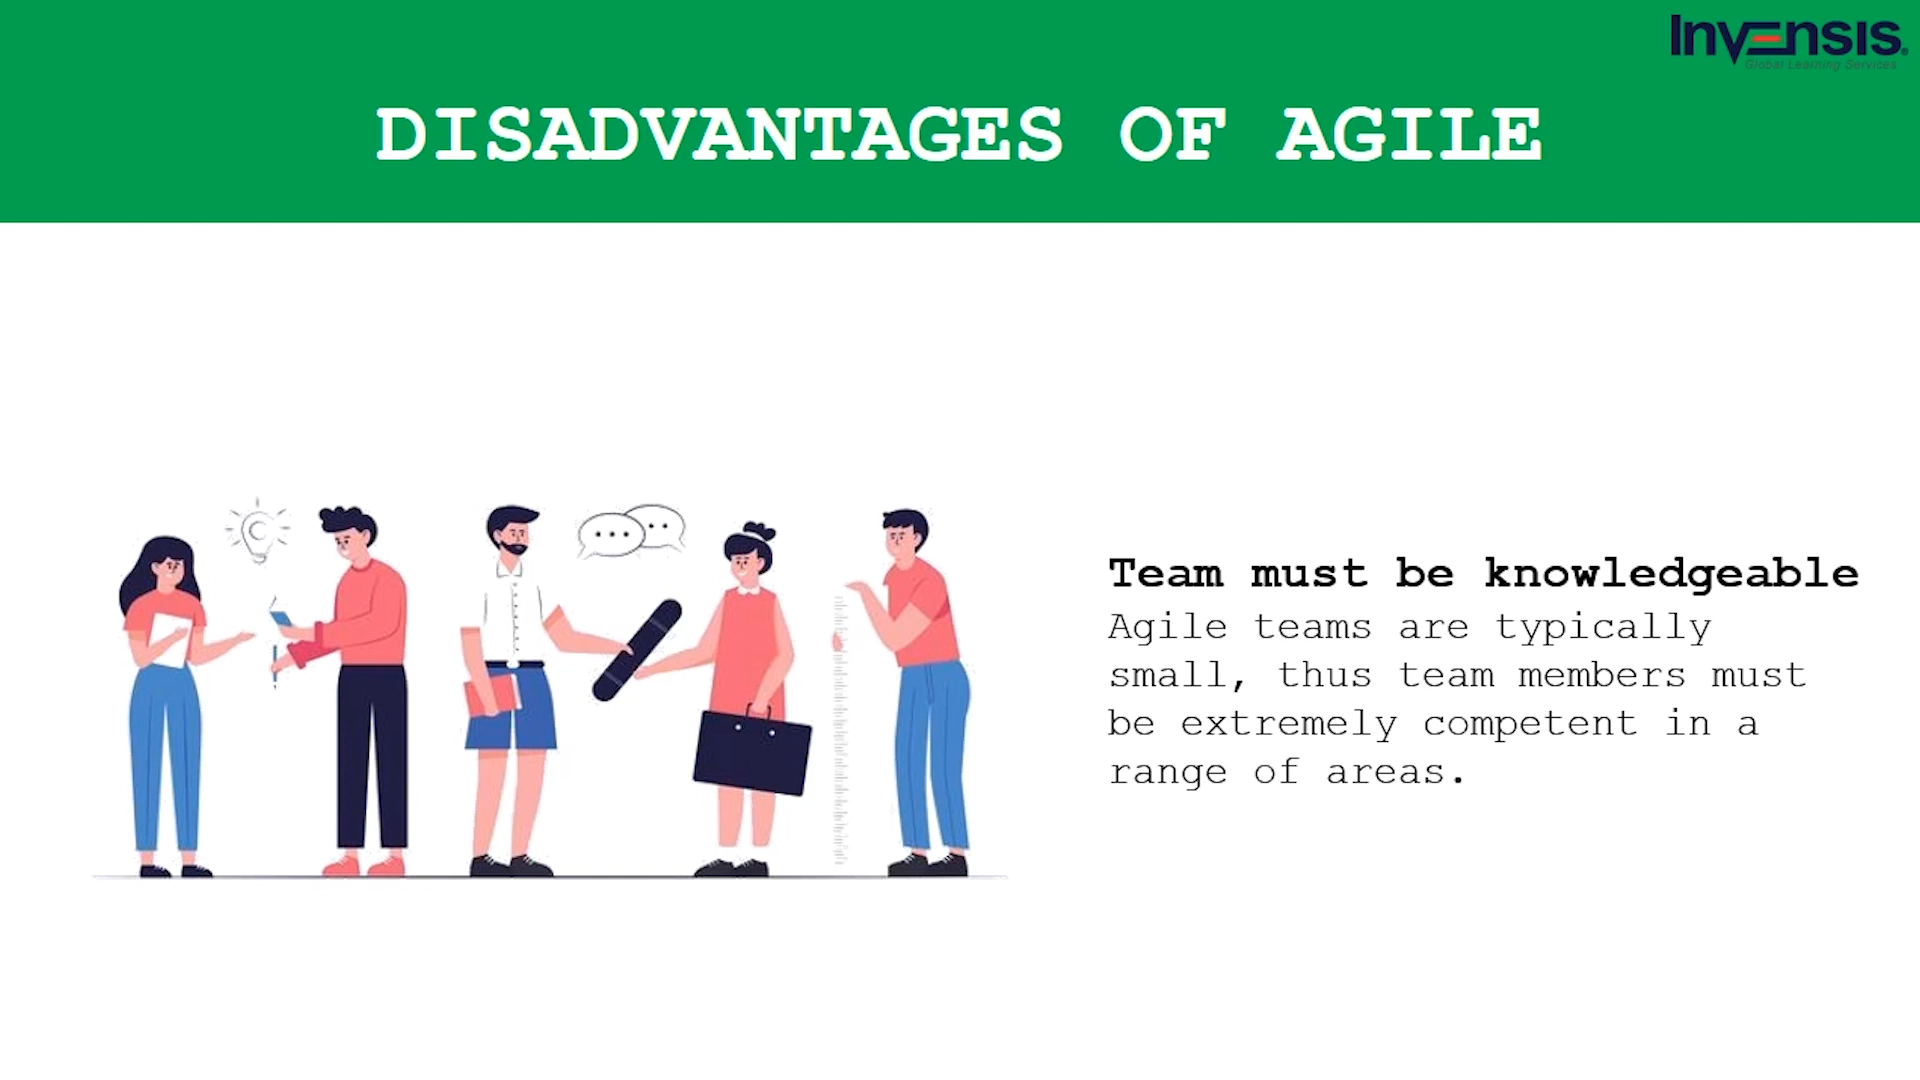 Invensis®
Global Learning Services
DISADVANTAGES OF AGILE
Team must be knowledgeable
Agile teams are typically
small, thus team members must
be extremely competent in a
range of areas.